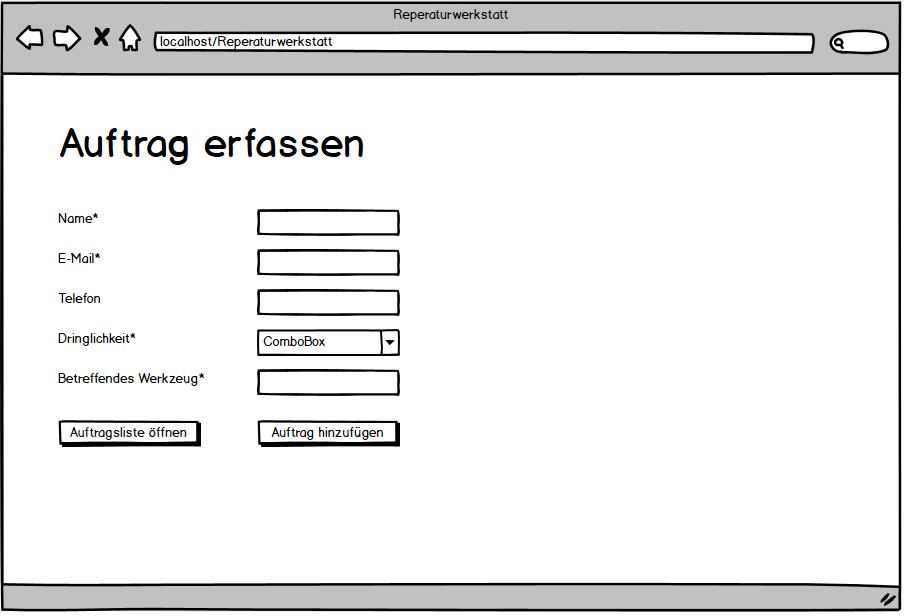 Reperaturwerkstatt
localhost/Reperaturwerkstatt
Auftrag erfassen
Name*
E-Mail*
Telefon
Dringlichkeit* ComboBox
Betreffendes Werkzeug*
Auftragsliste öffnen Auftrag hinzufügen